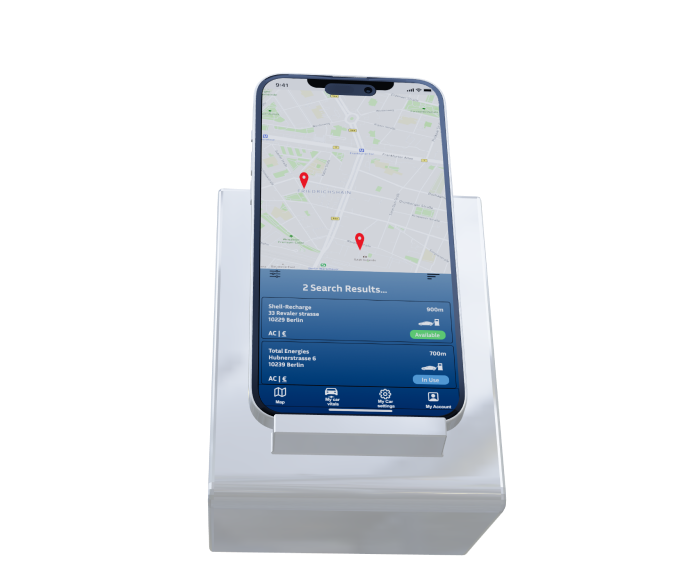 9:41
FRIEDRICHSHAIN
2 Search Results...
Shell-Recharge
33 Revaler strasse
10229 Berlin
900m
AC | €
Available
Total Energies
Hubnerstrasse 6
10239 Berlin
700m
AC | €
In Use
Map
My car
vitals
My Car
settings
My Account